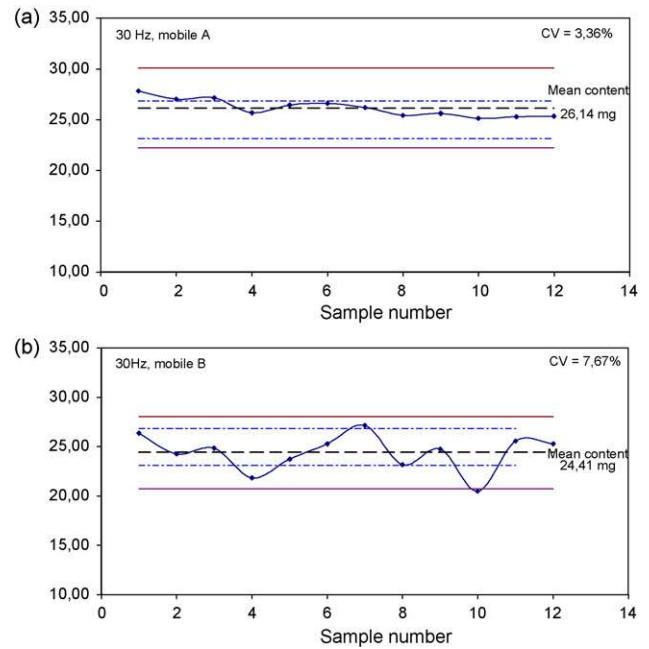 (a)
35,00
30 Hz, mobile A
CV = 3,36%
30,00
Mean content
26,14 mg
25,00
20,00
15,00
10,00
0 2 4 6 8 10 12 14
Sample number
(b)
35,00
30Hz, mobile B
CV = 7,67%
30,00
25,00
Mean content
24,41 mg
20,00
15,00
10,00
0 2 4 6 8 10 12 14
Sample number